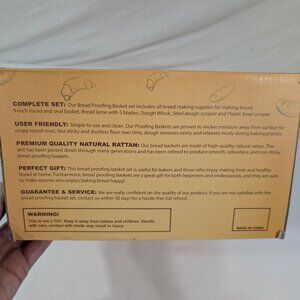 COMPLETE SET: Our Bread Proofing Basket set includes all bread making supplies for making bread.
9 inch round and oval basket, Bread lame with 5 blades, Dough Whisk, Steel dough scraper and Plastic bowl scraper.
USER FRIENDLY: Simple to use and clean. Our Proofing Baskets are proven to wicker moisture away from surface for
crispy round crust, less sticky and dustless flour over time, dough removes easily and releases nicely during baking process.
PREMIUM QUALITY NATURAL RATTAN: Our bread baskets are made of high quality natural rattan. This
skill has been passed down through many generations and has been refined to produce smooth, odourless, and non-sticky
bread proofing baskets.
PERFECT GIFT: This bread proofing basket set is useful for bakers and those who enjoy making fresh and healthy
bread at home. Furthermore, bread proofing baskets are a great gift for both beginners and professionals, and they are sure
to make anyone who enjoys baking bread happy!
GUARANTEE & SERVICE: We are really confident on the quality of our product. If you are not satisfied with the
bread proofing basket set, contact us within 30 days for a hassle-free full refund.
WARNING!
This is not a TOY. Keep it away from babies and children. Handle
with care, contact with blade may result in injury.
MADE IN CHINA